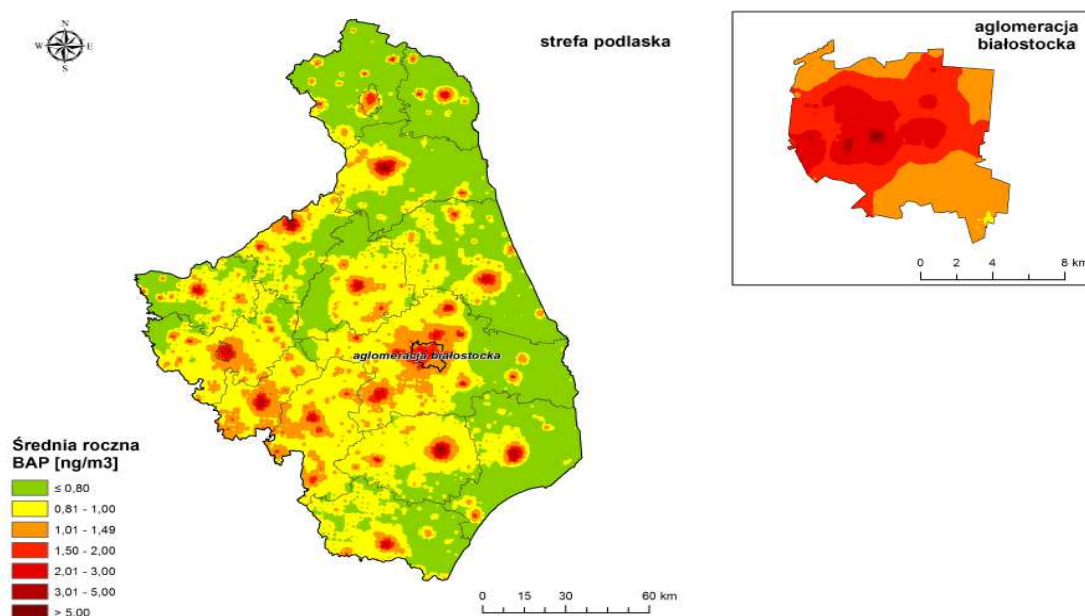 N
W E
S
strefa podlaska
aglomeracja
białostocka
0 2 4 8 km
aglomeracja białostocka
Średnia roczna
BAP [ng/m3]
≤ 0,80
0,81 - 1,00
1,01 - 1,49
1,50 - 2,00
2,01 - 3,00
3,01 - 5,00
> 5,00
0 15 30 60 km